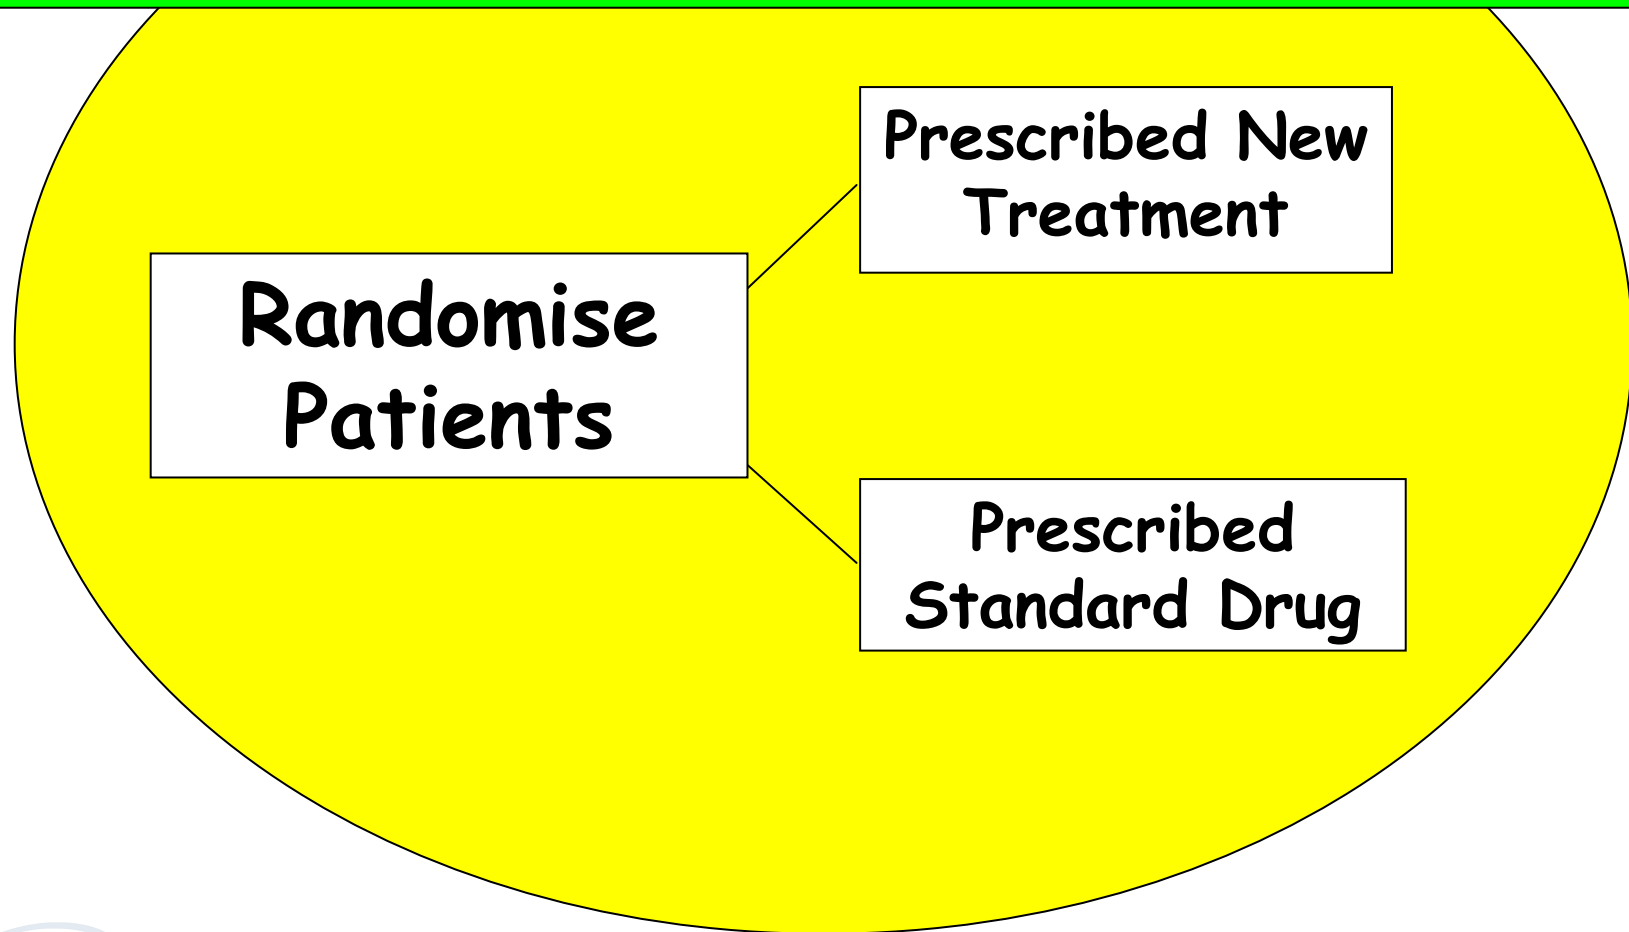 Prescribed New
Treatment
Randomise
Patients
Prescribed
Standard Drug